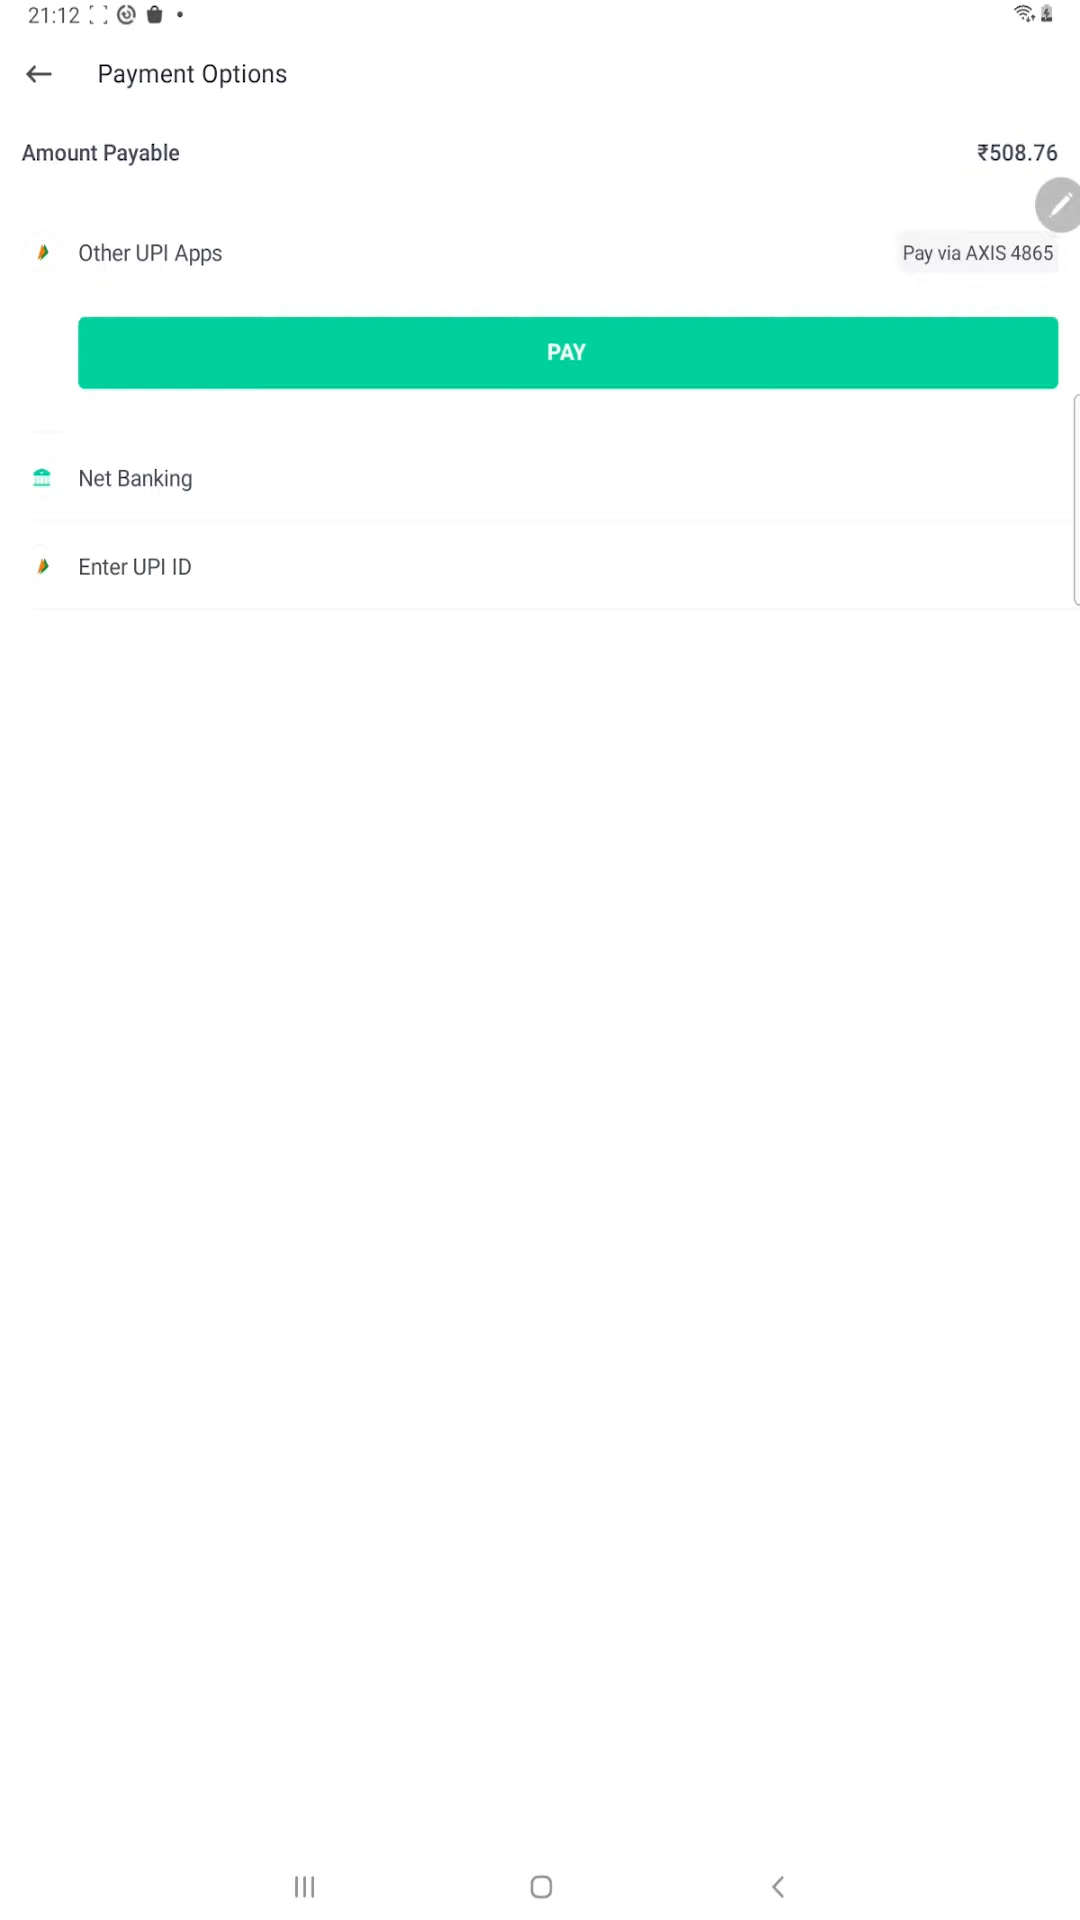 21:12
Payment Options
Amount Payable ₹508.76
Other UPI Apps Pay via AXIS 4865
PAY
Net Banking
Enter UPI ID